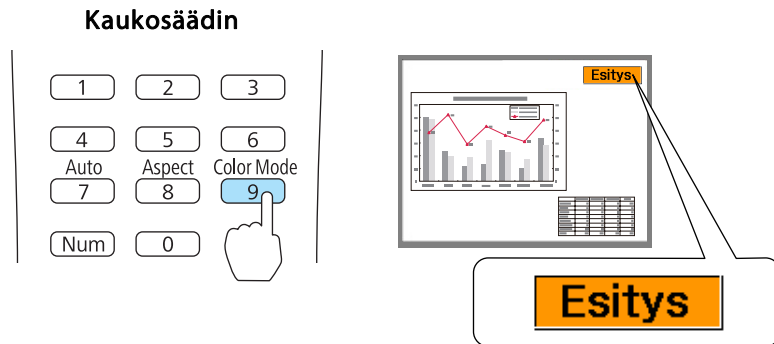 Kaukosäädin
1 2 3
4 5 6
Auto Aspect Color Mode
7 8 9
Num 0
Esitys
Esitys